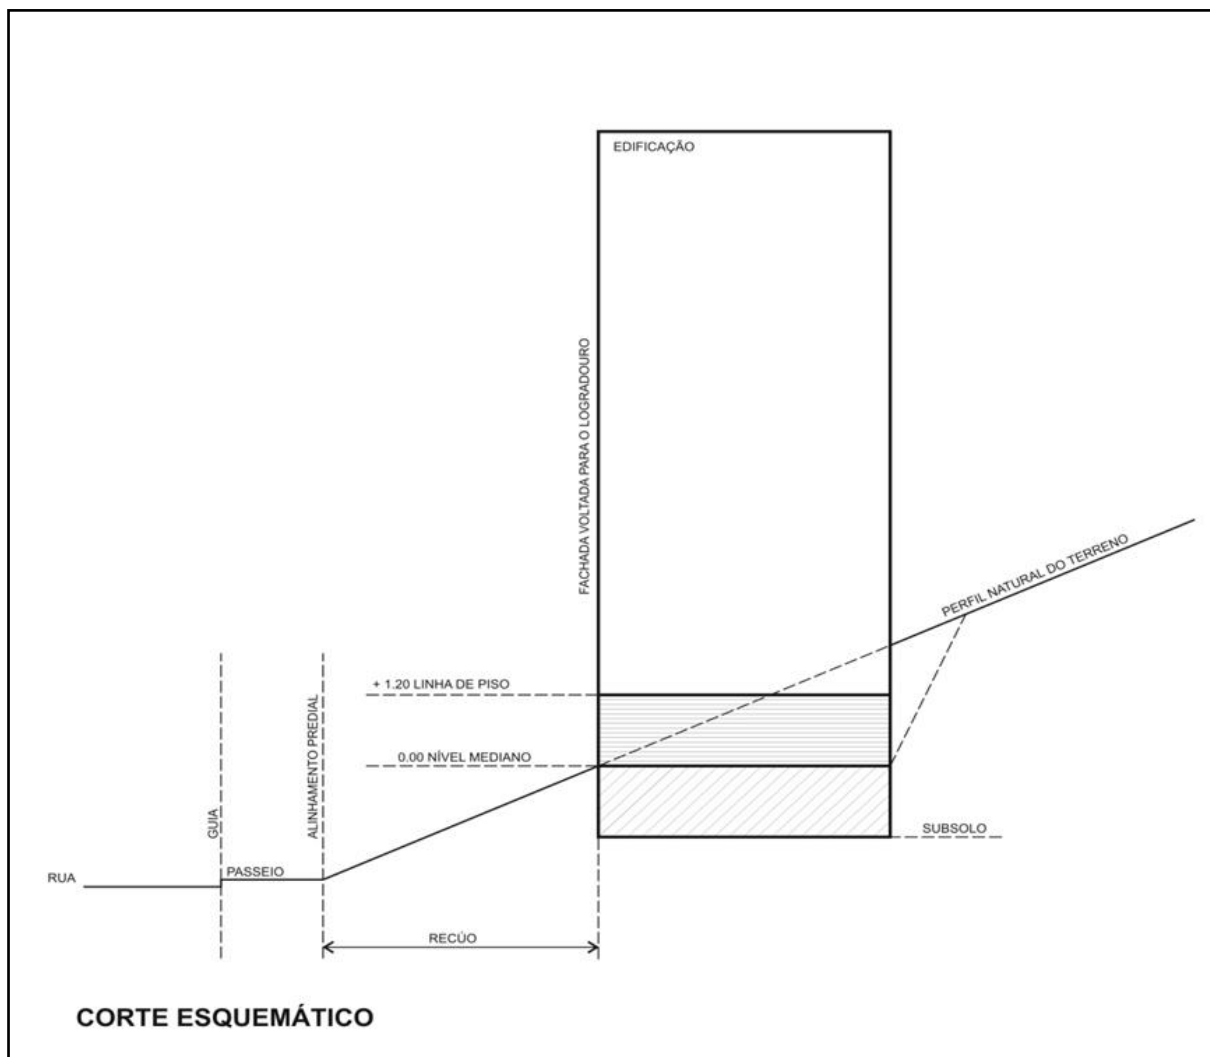 EDIFICAÇÃO
FACHADA VOLTADA PARA O LOGRADOURO
PERFIL NATURAL DO TERRENO
+ 1.20 LINHA DE PISO
ALINHAMENTO PREDIAL
0.00 NÍVEL MEDIANO
GUIA
SUBSOLO
RUA
PASSEIO
RECÚO
CORTE ESQUEMÁTICO